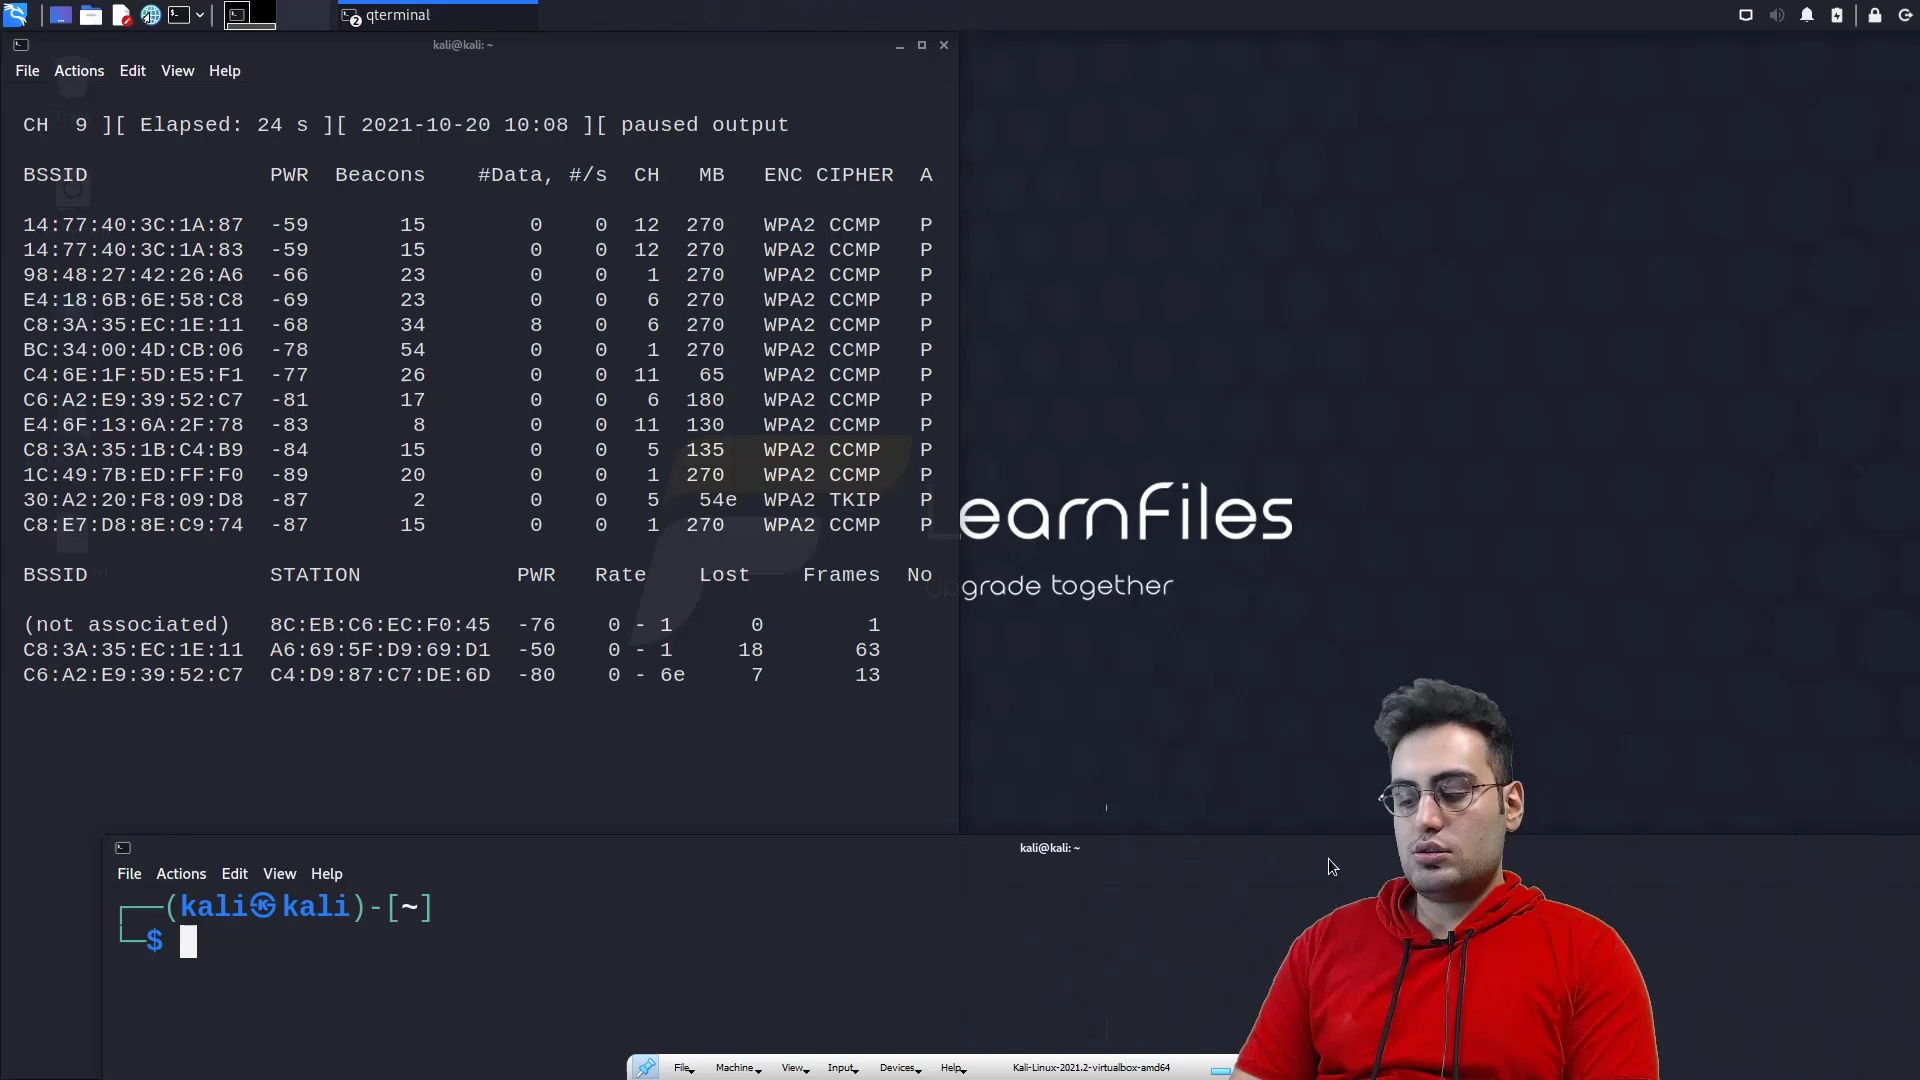 2 qterminal
kali@kali: ~
File Actions Edit View Help
CH 9 ][ Elapsed: 24 s ][ 2021-10-20 10:08 ][ paused output
BSSID PWR Beacons #Data, #/s CH MB ENC CIPHER A
14:77:40:3C:1A:87 -59 15 0 0 12 270 WPA2 CCMP P
14:77:40:3C:1A:83 -59 15 0 0 12 270 WPA2 CCMP P
98:48:27:42:26:A6 -66 23 0 0 1 270 WPA2 CCMP P
E4:18:6B:6E:58:C8 -69 23 0 0 6 270 WPA2 CCMP P
C8:3A:35:EC:1E:11 -68 34 8 0 6 270 WPA2 CCMP P
BC:34:00:4D:CB:06 -78 54 0 0 1 270 WPA2 CCMP P
C4:6E:1F:5D:E5:F1 -77 26 0 0 11 65 WPA2 CCMP P
C6:A2:E9:39:52:C7 -81 17 0 0 6 180 WPA2 CCMP P
E4:6F:13:6A:2F:78 -83 8 0 0 11 130 WPA2 CCMP P
C8:3A:35:1B:C4:B9 -84 15 0 0 5 135 WPA2 CCMP P
1C:49:7B:ED:FF:F0 -89 20 0 0 1 270 WPA2 CCMP P
30:A2:20:F8:09:D8 -87 2 0 0 5 54e WPA2 TKIP P
C8:E7:D8:8E:C9:74 -87 15 0 0 1 270 WPA2 CCMP P
BSSID STATION PWR Rate Lost Frames No
(not associated) 8C:EB:C6:EC:F0:45 -76 0 - 1 0 1
C8:3A:35:EC:1E:11 A6:69:5F:D9:69:D1 -50 0 - 1 18 63
C6:A2:E9:39:52:C7 C4:D9:87:C7:DE:6D -80 0 - 6e 7 13
LearnFiles
upgrade together
kali@kali: ~
File Actions Edit View Help
(kali㉿kali)-[~]
$
File Machine View Input Devices Help Kali-Linux-2021.2-virtualbox-amd64